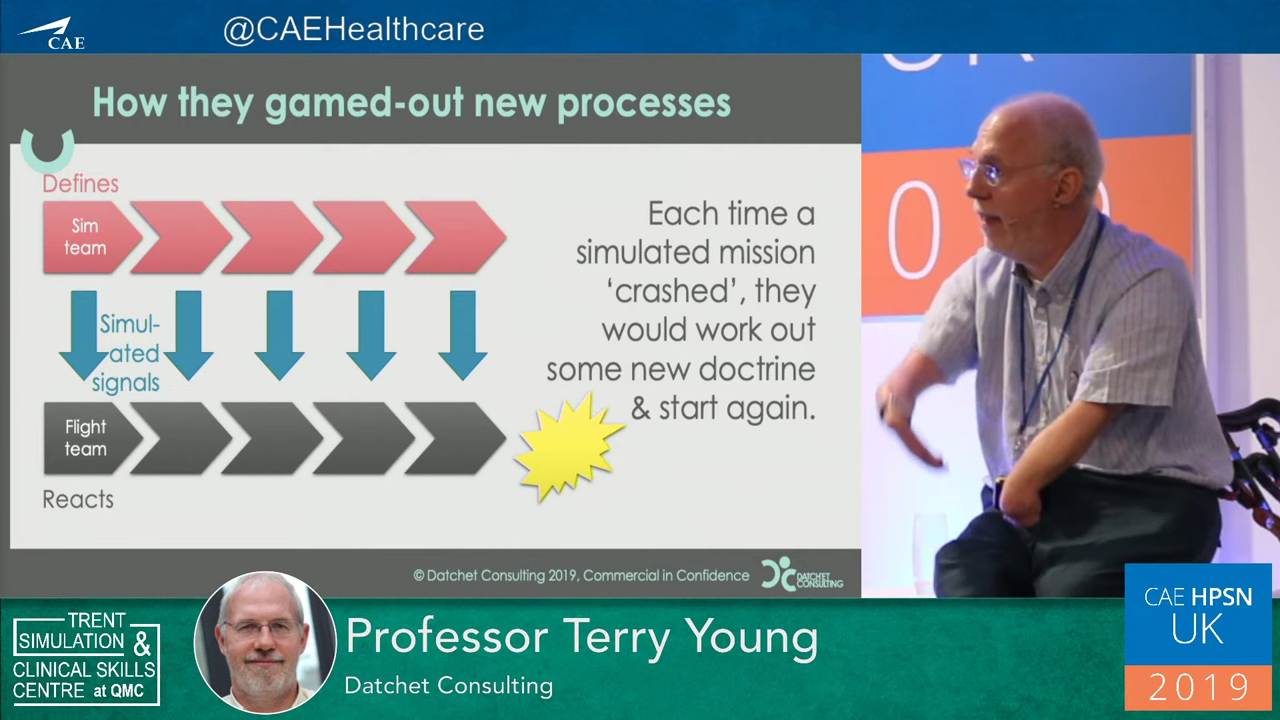 CAE
@CAEHealthcare
How they gamed-out new processes
Defines
Sim
team
Simul-
ated
signals
Flight
team
Reacts
Each time a
simulated mission
‘crashed’, they
would work out
some new doctrine
& start again.
© Datchet Consulting 2019, Commercial in Confidence
DATCHET
CONSULTING
0
TRENT
SIMULATION &
CLINICAL SKILLS
CENTRE at QMC
Professor Terry Young
Datchet Consulting
CAE HPSN
UK
2019